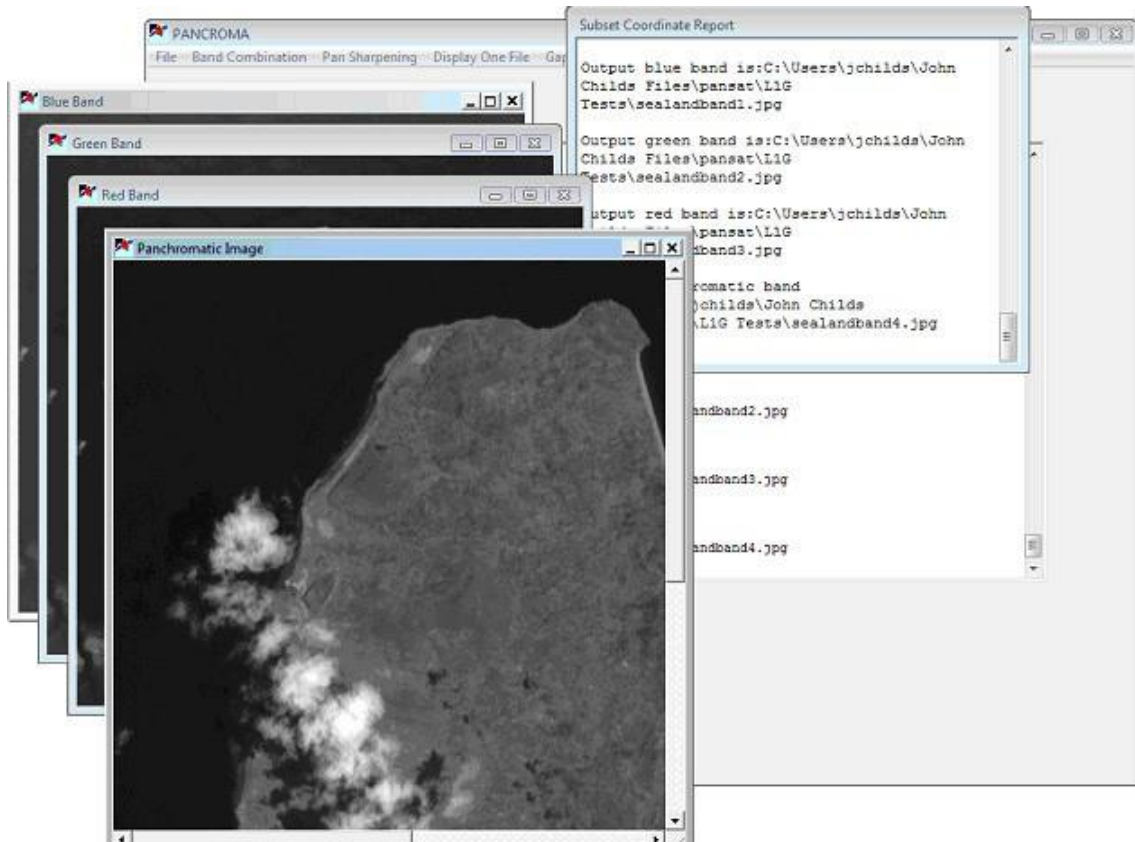 PANCROMA
File Band Combination Pan Sharpening Display One File
Blue Band
Green Band
Red Band
Panchromatic Image
Subset Coordinate Report
Output blue band is:C:\Users\jchilds\John
Childs Files\pansat\L1G
Tests\sealandband1.jpg
Output green band is:C:\Users\jchilds\John
Childs Files\pansat\L1G
Tests\sealandband2.jpg
utput red band is:C:\Users\jchilds\John
\pansat\L1G
ndband3.jpg
romatic band
jchilds\John Childs
\L1G Tests\sealandband4.jpg
andband2.jpg
andband3.jpg
andband4.jpg